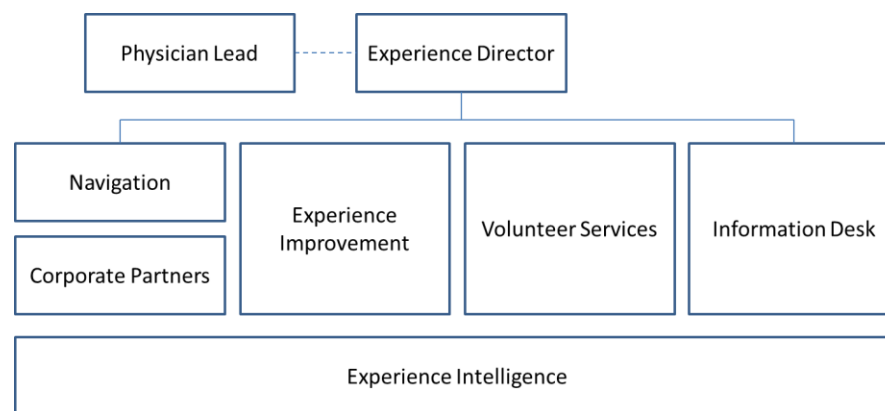 Physician Lead
Experience Director
Navigation
Experience
Improvement
Volunteer Services
Information Desk
Corporate Partners
Experience Intelligence